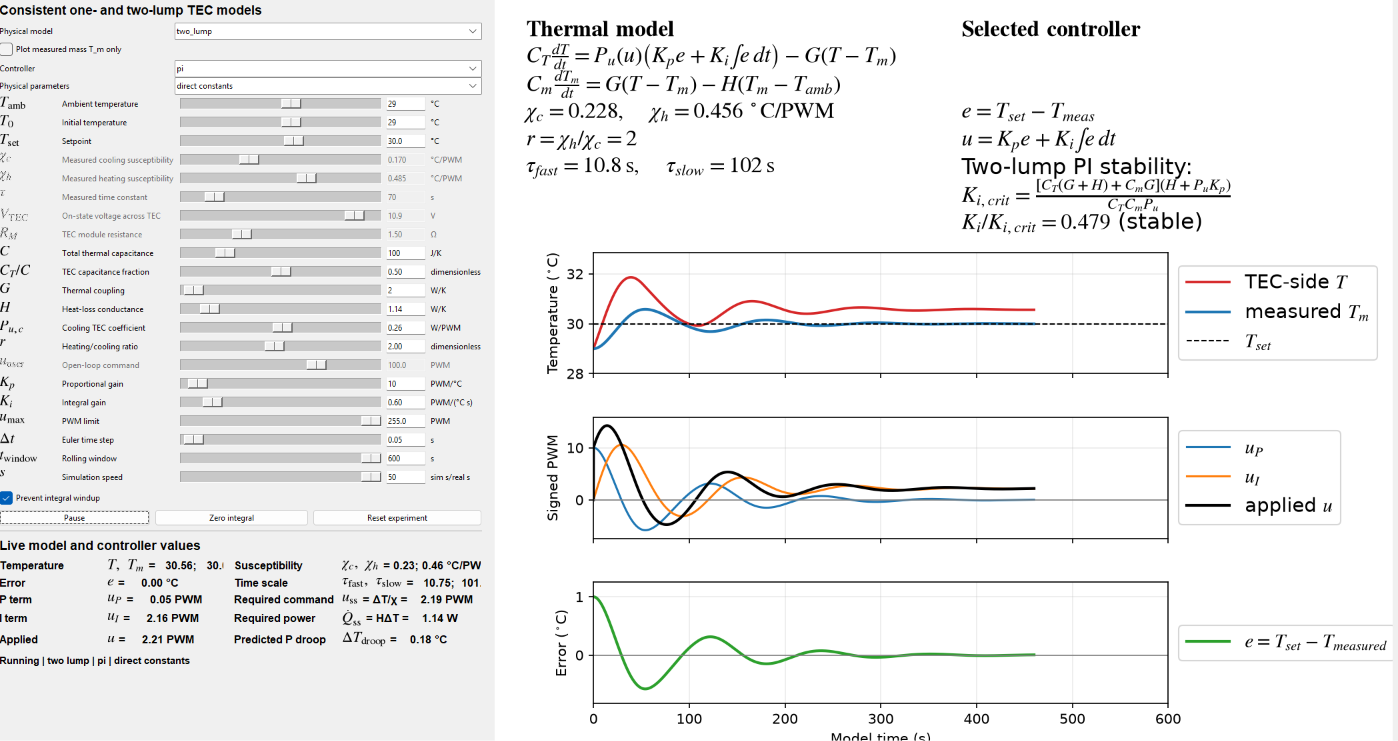 Consistent one- and two-lump TEC models
Physical model two_lump
Plot measured mass T_m only
Controller pi
Physical parameters direct constants
T_amb Ambient temperature 29 °C
T_0 Initial temperature 29 °C
T_set Setpoint 30.0 °C
χ_c Measured cooling susceptibility 0.170 °C/PWM
χ_h Measured heating susceptibility 0.485 °C/PWM
τ Measured time constant 70 s
V_TEC On-state voltage across TEC 10.9 V
R_M TEC module resistance 1.50 Ω
C Total thermal capacitance 100 J/K
C_T/C TEC capacitance fraction 0.50 dimensionless
G Thermal coupling 2 W/K
H Heat-loss conductance 1.14 W/K
P_u,c Cooling TEC coefficient 0.26 W/PWM
r Heating/cooling ratio 2.00 dimensionless
u_user Open-loop command 100.0 PWM
K_p Proportional gain 10 PWM/°C
K_i Integral gain 0.60 PWM/(°C s)
u_max PWM limit 255.0 PWM
Δt Euler time step 0.05 s
t_window Rolling window 600 s
s Simulation speed 50 sim s/real s
Prevent integral windup
Pause Zero integral Reset experiment
Live model and controller values
Temperature T, T_m = 30.56; 30. Susceptibility χ_c, χ_h = 0.23; 0.46 °C/PW
Error e = 0.00 °C Time scale τ_fast, τ_slow = 10.75; 101.
P term u_P = 0.05 PWM Required command u_ss = ΔT/χ = 2.19 PWM
I term u_I = 2.16 PWM Required power Q̇_ss = HΔT = 1.14 W
Applied u = 2.21 PWM Predicted P droop ΔT_droop = 0.18 °C
Running | two lump | pi | direct constants
Thermal model
C_T dT/dt = P_u(u)(K_p e + K_i ∫e dt) − G(T − T_m)
C_m dT_m/dt = G(T − T_m) − H(T_m − T_amb)
χ_c = 0.228, χ_h = 0.456 °C/PWM
r = χ_h/χ_c = 2
τ_fast = 10.8 s, τ_slow = 102 s
Selected controller
e = T_set − T_meas
u = K_p e + K_i ∫e dt
Two-lump PI stability:
K_i,crit = [C_T(G + H) + C_m G](H + P_u K_p) / C_T C_m P_u
K_i/K_i,crit = 0.479 (stable)
Temperature (°C)
32
30
28
TEC-side T
measured T_m
T_set
Signed PWM
10
0
u_P
u_I
applied u
Error (°C)
1
0
e = T_set − T_measured
0 100 200 300 400 500 600
Model time (s)